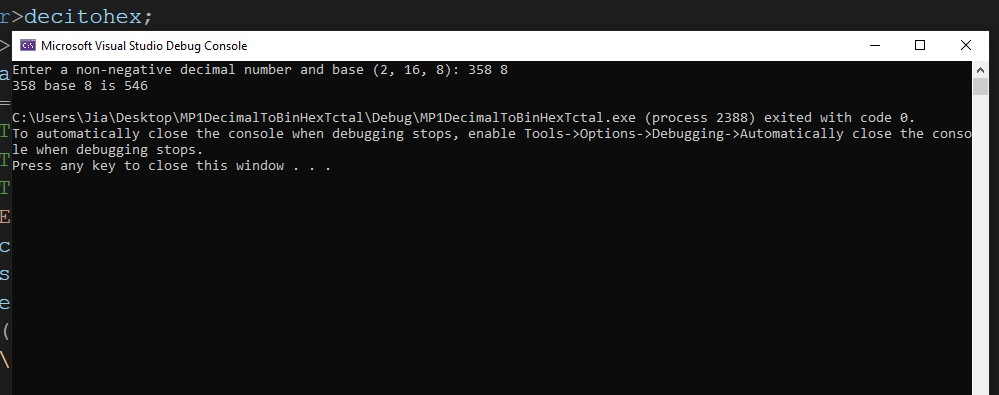 r>decitohex;
>
Microsoft Visual Studio Debug Console
Enter a non-negative decimal number and base (2, 16, 8): 358 8
a
358 base 8 is 546
=
C:\Users\Jia\Desktop\MP1DecimalToBinHexTctal\Debug\MP1DecimalToBinHexTctal.exe (process 2388) exited with code 0.
T
To automatically close the console when debugging stops, enable Tools->Options->Debugging->Automatically close the conso
le when debugging stops.
T
Press any key to close this window . . .
T
E
c
s
e
(
\